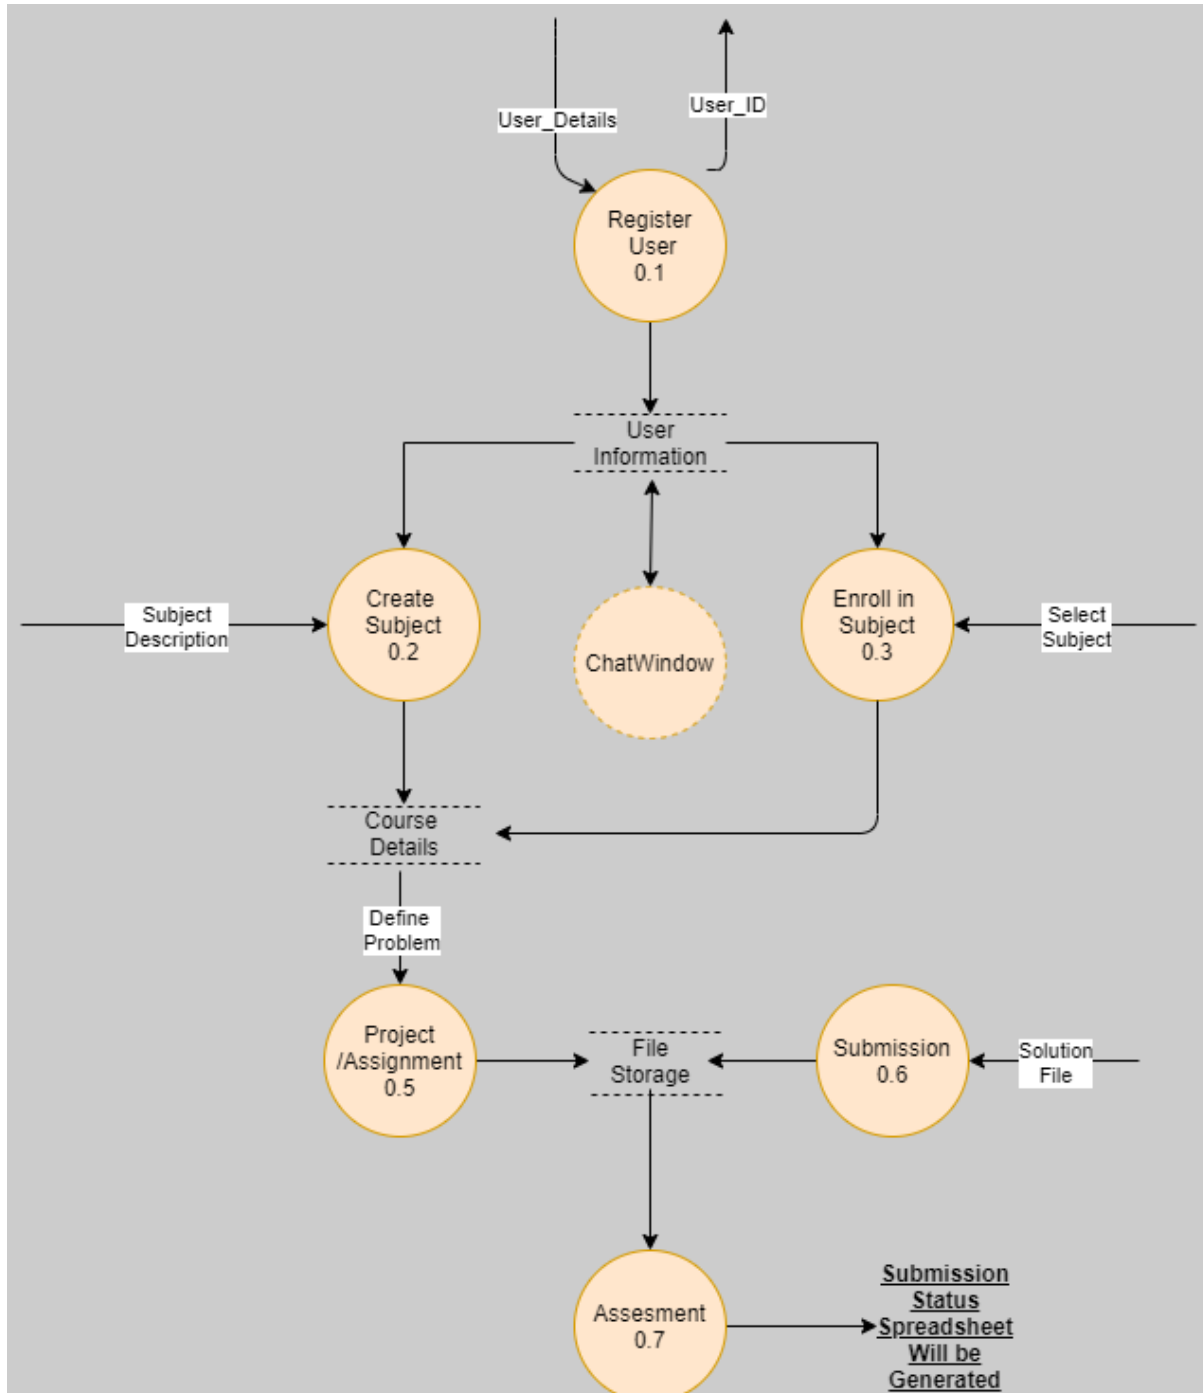 User_Details
User_ID
Register
User
0.1
User
Information
Subject
Description
Create
Subject
0.2
ChatWindow
Enroll in
Subject
0.3
Select
Subject
Course
Details
Define
Problem
Project
/Assignment
0.5
File
Storage
Submission
0.6
Solution
File
Assesment
0.7
Submission
Status
Spreadsheet
Will be
Generated